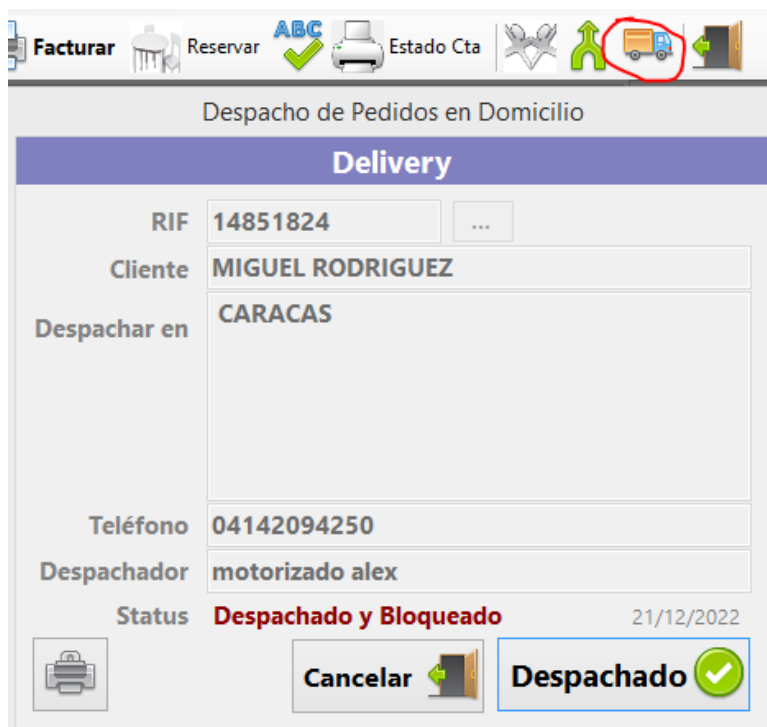 Facturar Reservar ABC Estado Cta
Despacho de Pedidos en Domicilio
Delivery
RIF 14851824 ...
Cliente MIGUEL RODRIGUEZ
Despachar en CARACAS
Teléfono 04142094250
Despachador motorizado alex
Status Despachado y Bloqueado 21/12/2022
Cancelar Despachado